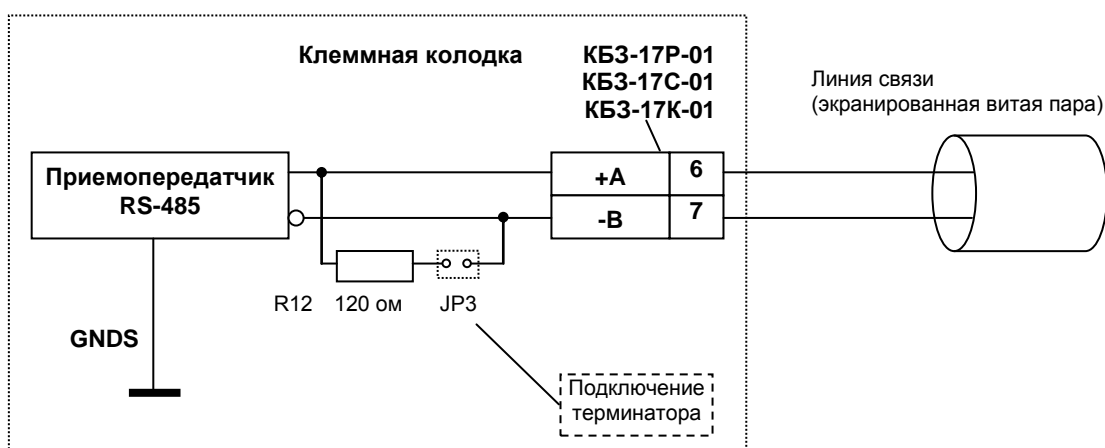 Клеммная колодка
КБЗ-17Р-01
КБЗ-17С-01
КБЗ-17К-01
Линия связи
(экранированная витая пара)
Приемопередатчик
RS-485
+A
6
-B
7
R12
120 ом
JP3
GNDS
Подключение
терминатора